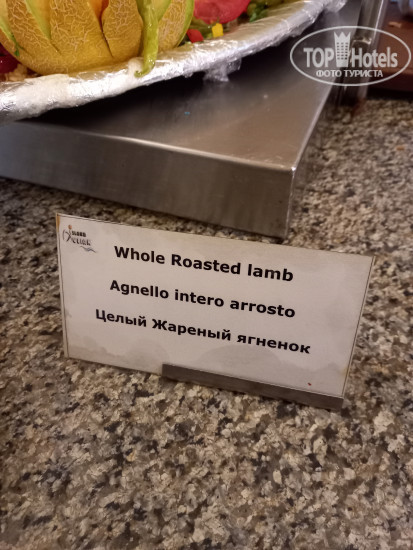 TOP Hotels
ФОТО ТУРИСТА
Whole Roasted lamb
Agnello intero arrosto
Целый Жареный ягненок